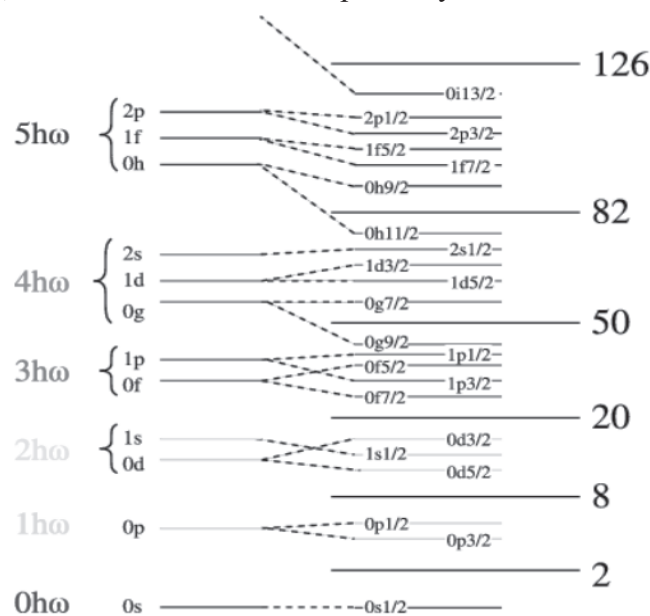 126
0i13/2
2p
2p1/2
5hω
1f
2p3/2
1f5/2
0h
1f7/2
0h9/2
82
0h11/2
2s
2s1/2
1d3/2
4hω
1d
1d5/2
0g
0g7/2
50
0g9/2
1p
1p1/2
3hω
0f5/2
0f
1p3/2
0f7/2
20
1s
0d3/2
2hω
1s1/2
0d
0d5/2
8
1hω
0p
0p1/2
0p3/2
2
0hω
0s
0s1/2